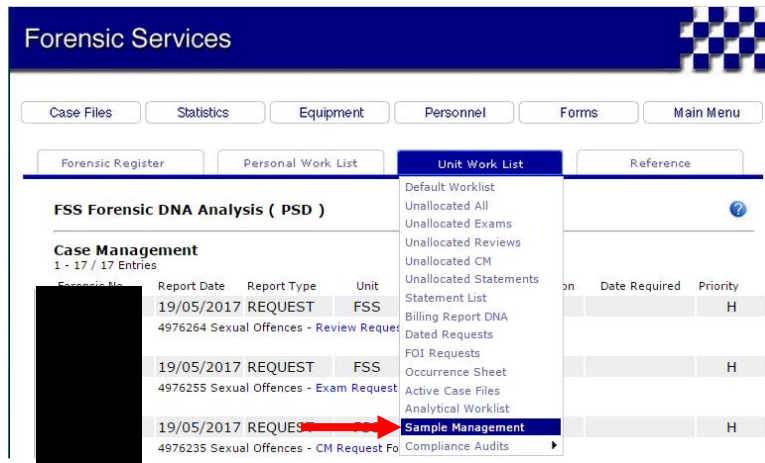 Forensic Services
Case Files Statistics Equipment Personnel Forms Main Menu
Forensic Register Personal Work List Unit Work List Reference
FSS Forensic DNA Analysis ( PSD )
Case Management
1 - 17 / 17 Entries
Report Date Report Type Unit Date Required Priority
19/05/2017 REQUEST FSS H
4976264 Sexual Offences - Review
19/05/2017 REQUEST FSS H
4976255 Sexual Offences - Exam Request
19/05/2017 H
4976235 Sexual Offences - CM Request
Default Worklist
Unallocated All
Unallocated Exams
Unallocated Reviews
Unallocated CM
Unallocated Statements
Statement List
Billing Report DNA
Dated Requests
FOI Requests
Occurrence Sheet
Active Case Files
Analytical Worklist
Sample Management
Compliance Audits